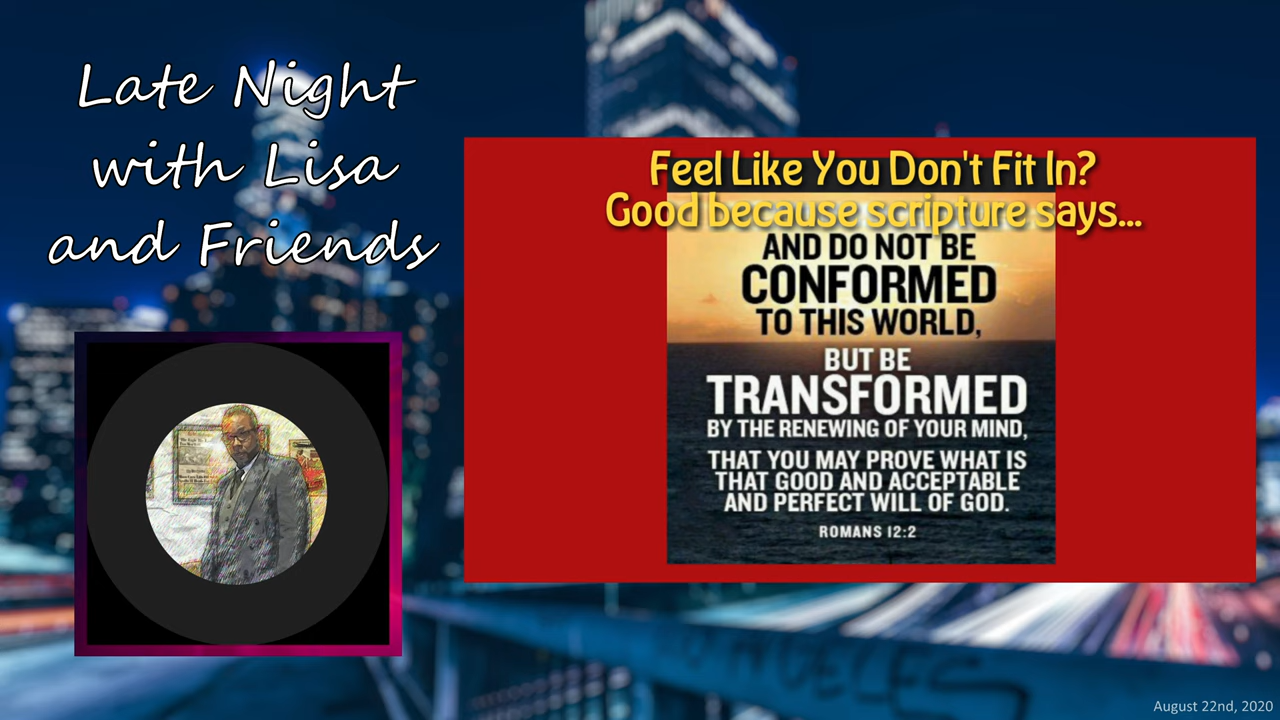 Late Night
with Lisa
and Friends
Feel Like You Don't Fit In?
Good because scripture says...
AND DO NOT BE
CONFORMED
TO THIS WORLD,
BUT BE
TRANSFORMED
BY THE RENEWING OF YOUR MIND,
THAT YOU MAY PROVE WHAT IS
THAT GOOD AND ACCEPTABLE
AND PERFECT WILL OF GOD.
ROMANS 12:2
August 22nd, 2020